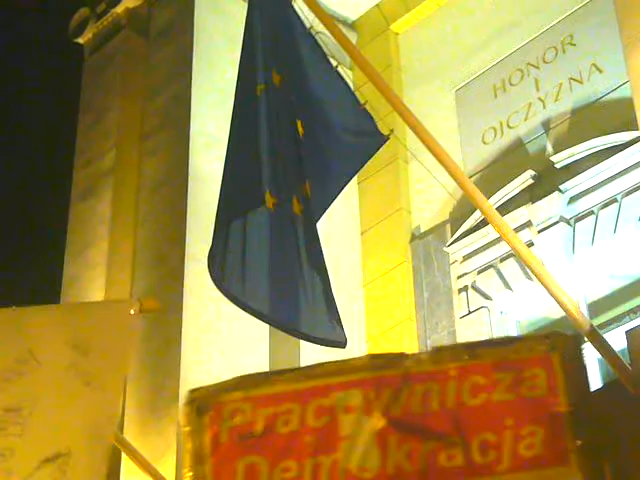 HONOR
I
OJCZYZNA
Pracownicza
Demokracja